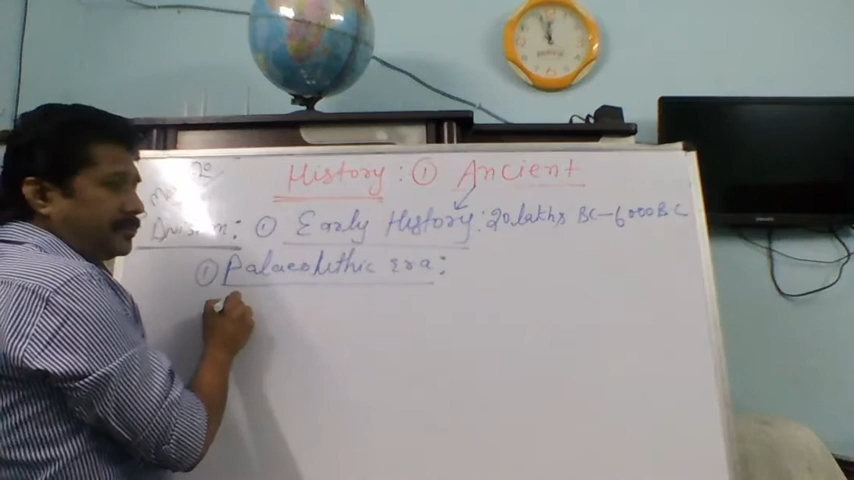 History : ① Ancient
Division : ① Early History : 20 lakhs BC - 6000 BC
① Palaeolithic Era :